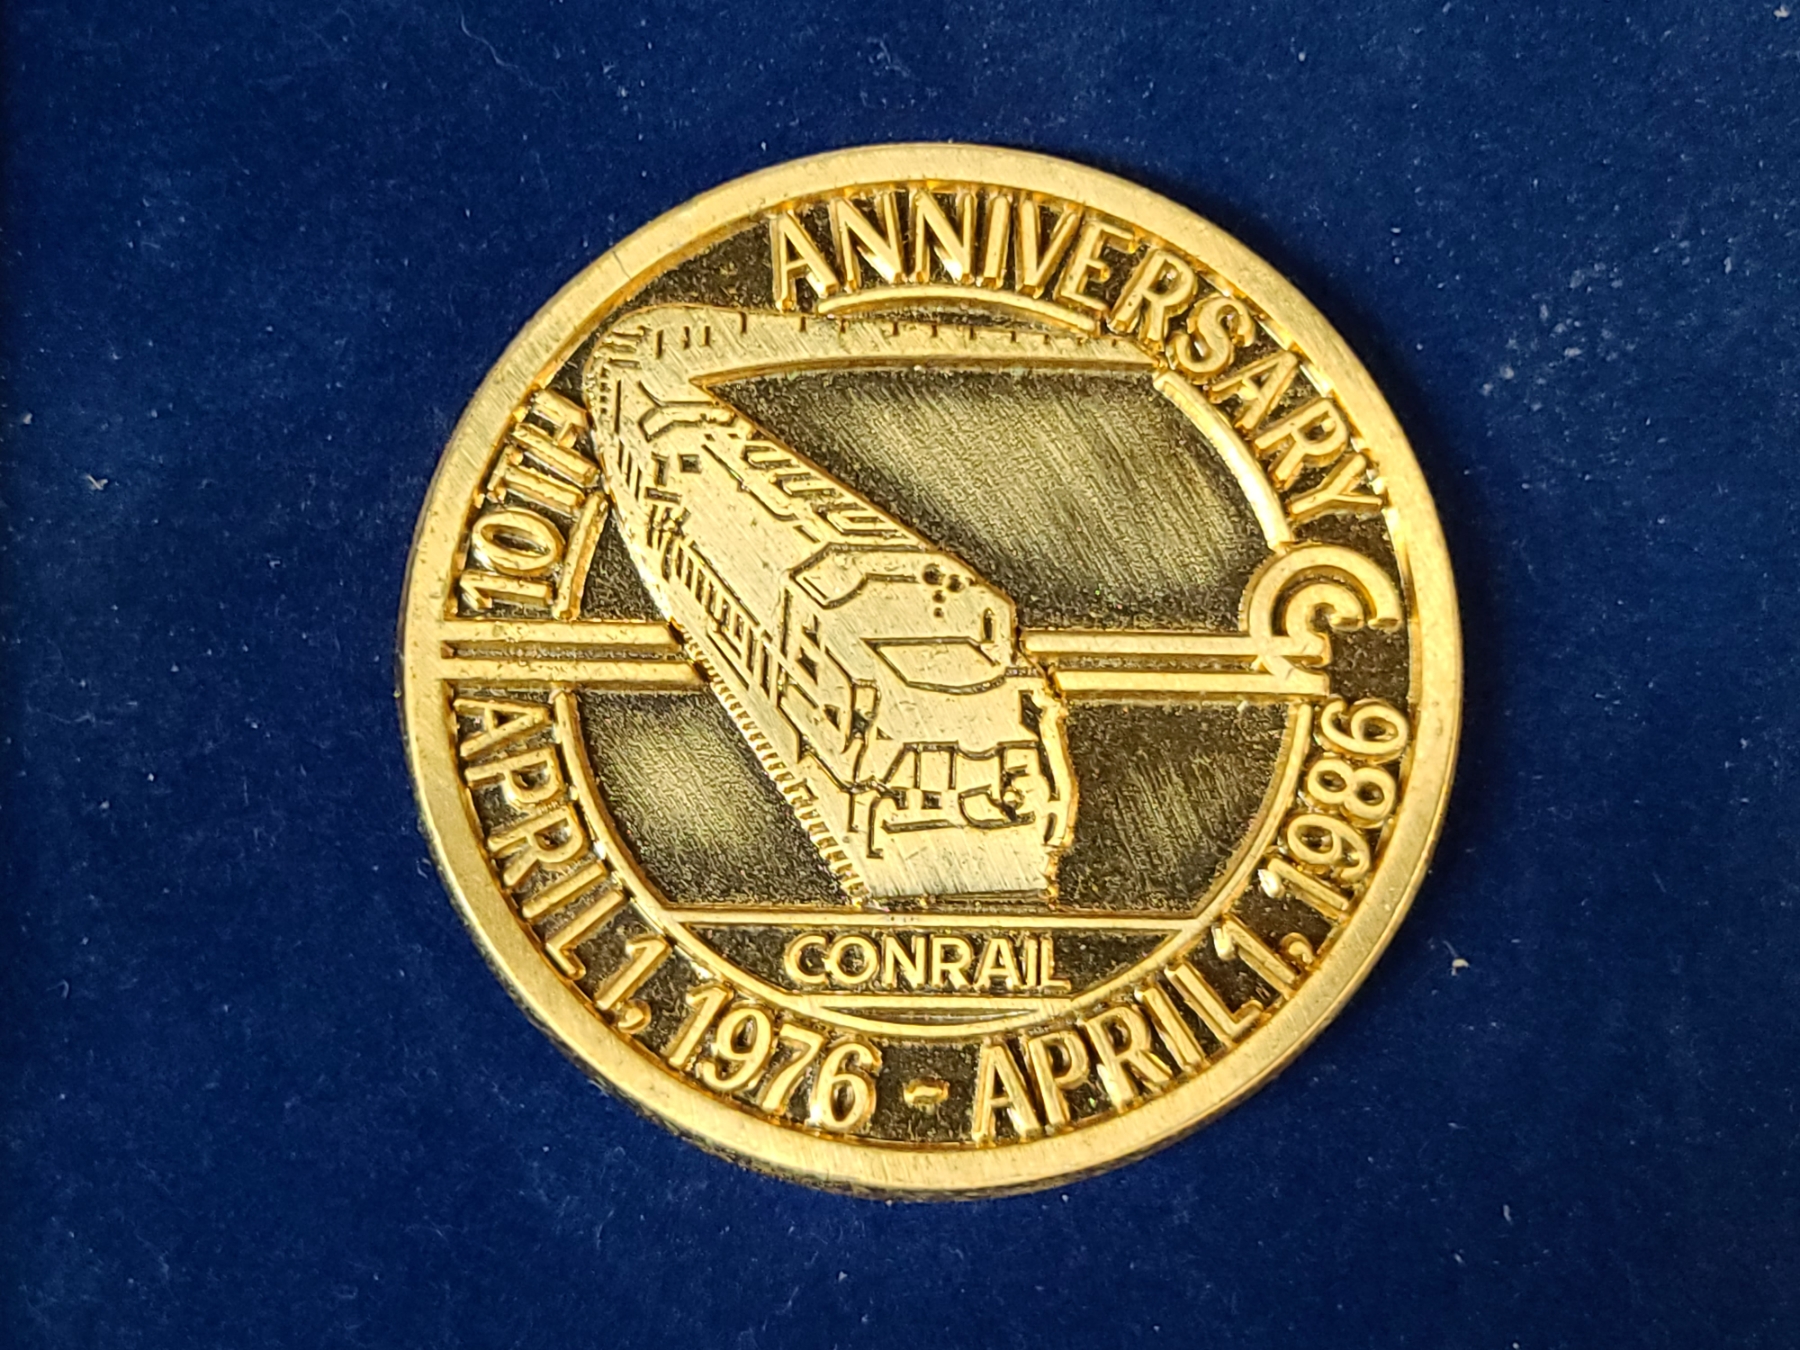 10TH ANNIVERSARY
CONRAIL
APRIL 1, 1976 - APRIL 1, 1986